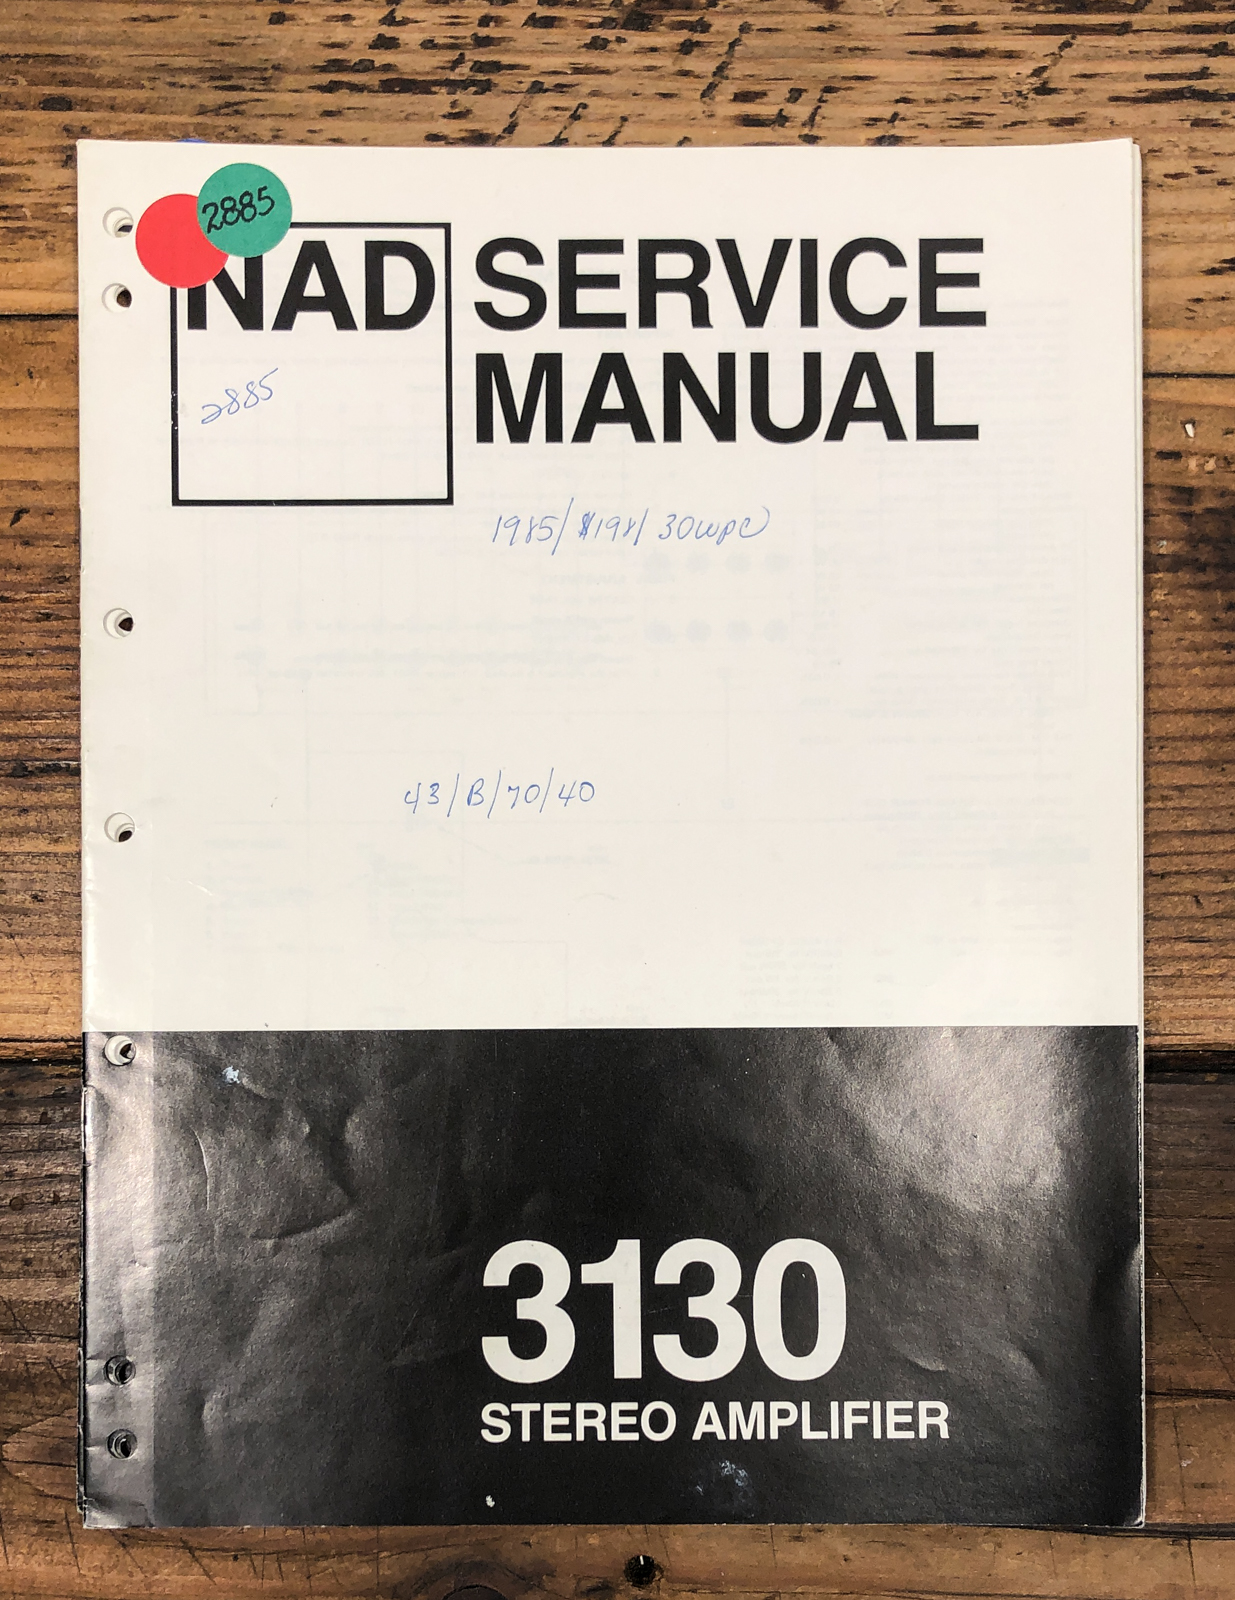 2885
NAD SERVICE
MANUAL
2885
1985/$198/30wpc
43/B/70/40
3130
STEREO AMPLIFIER